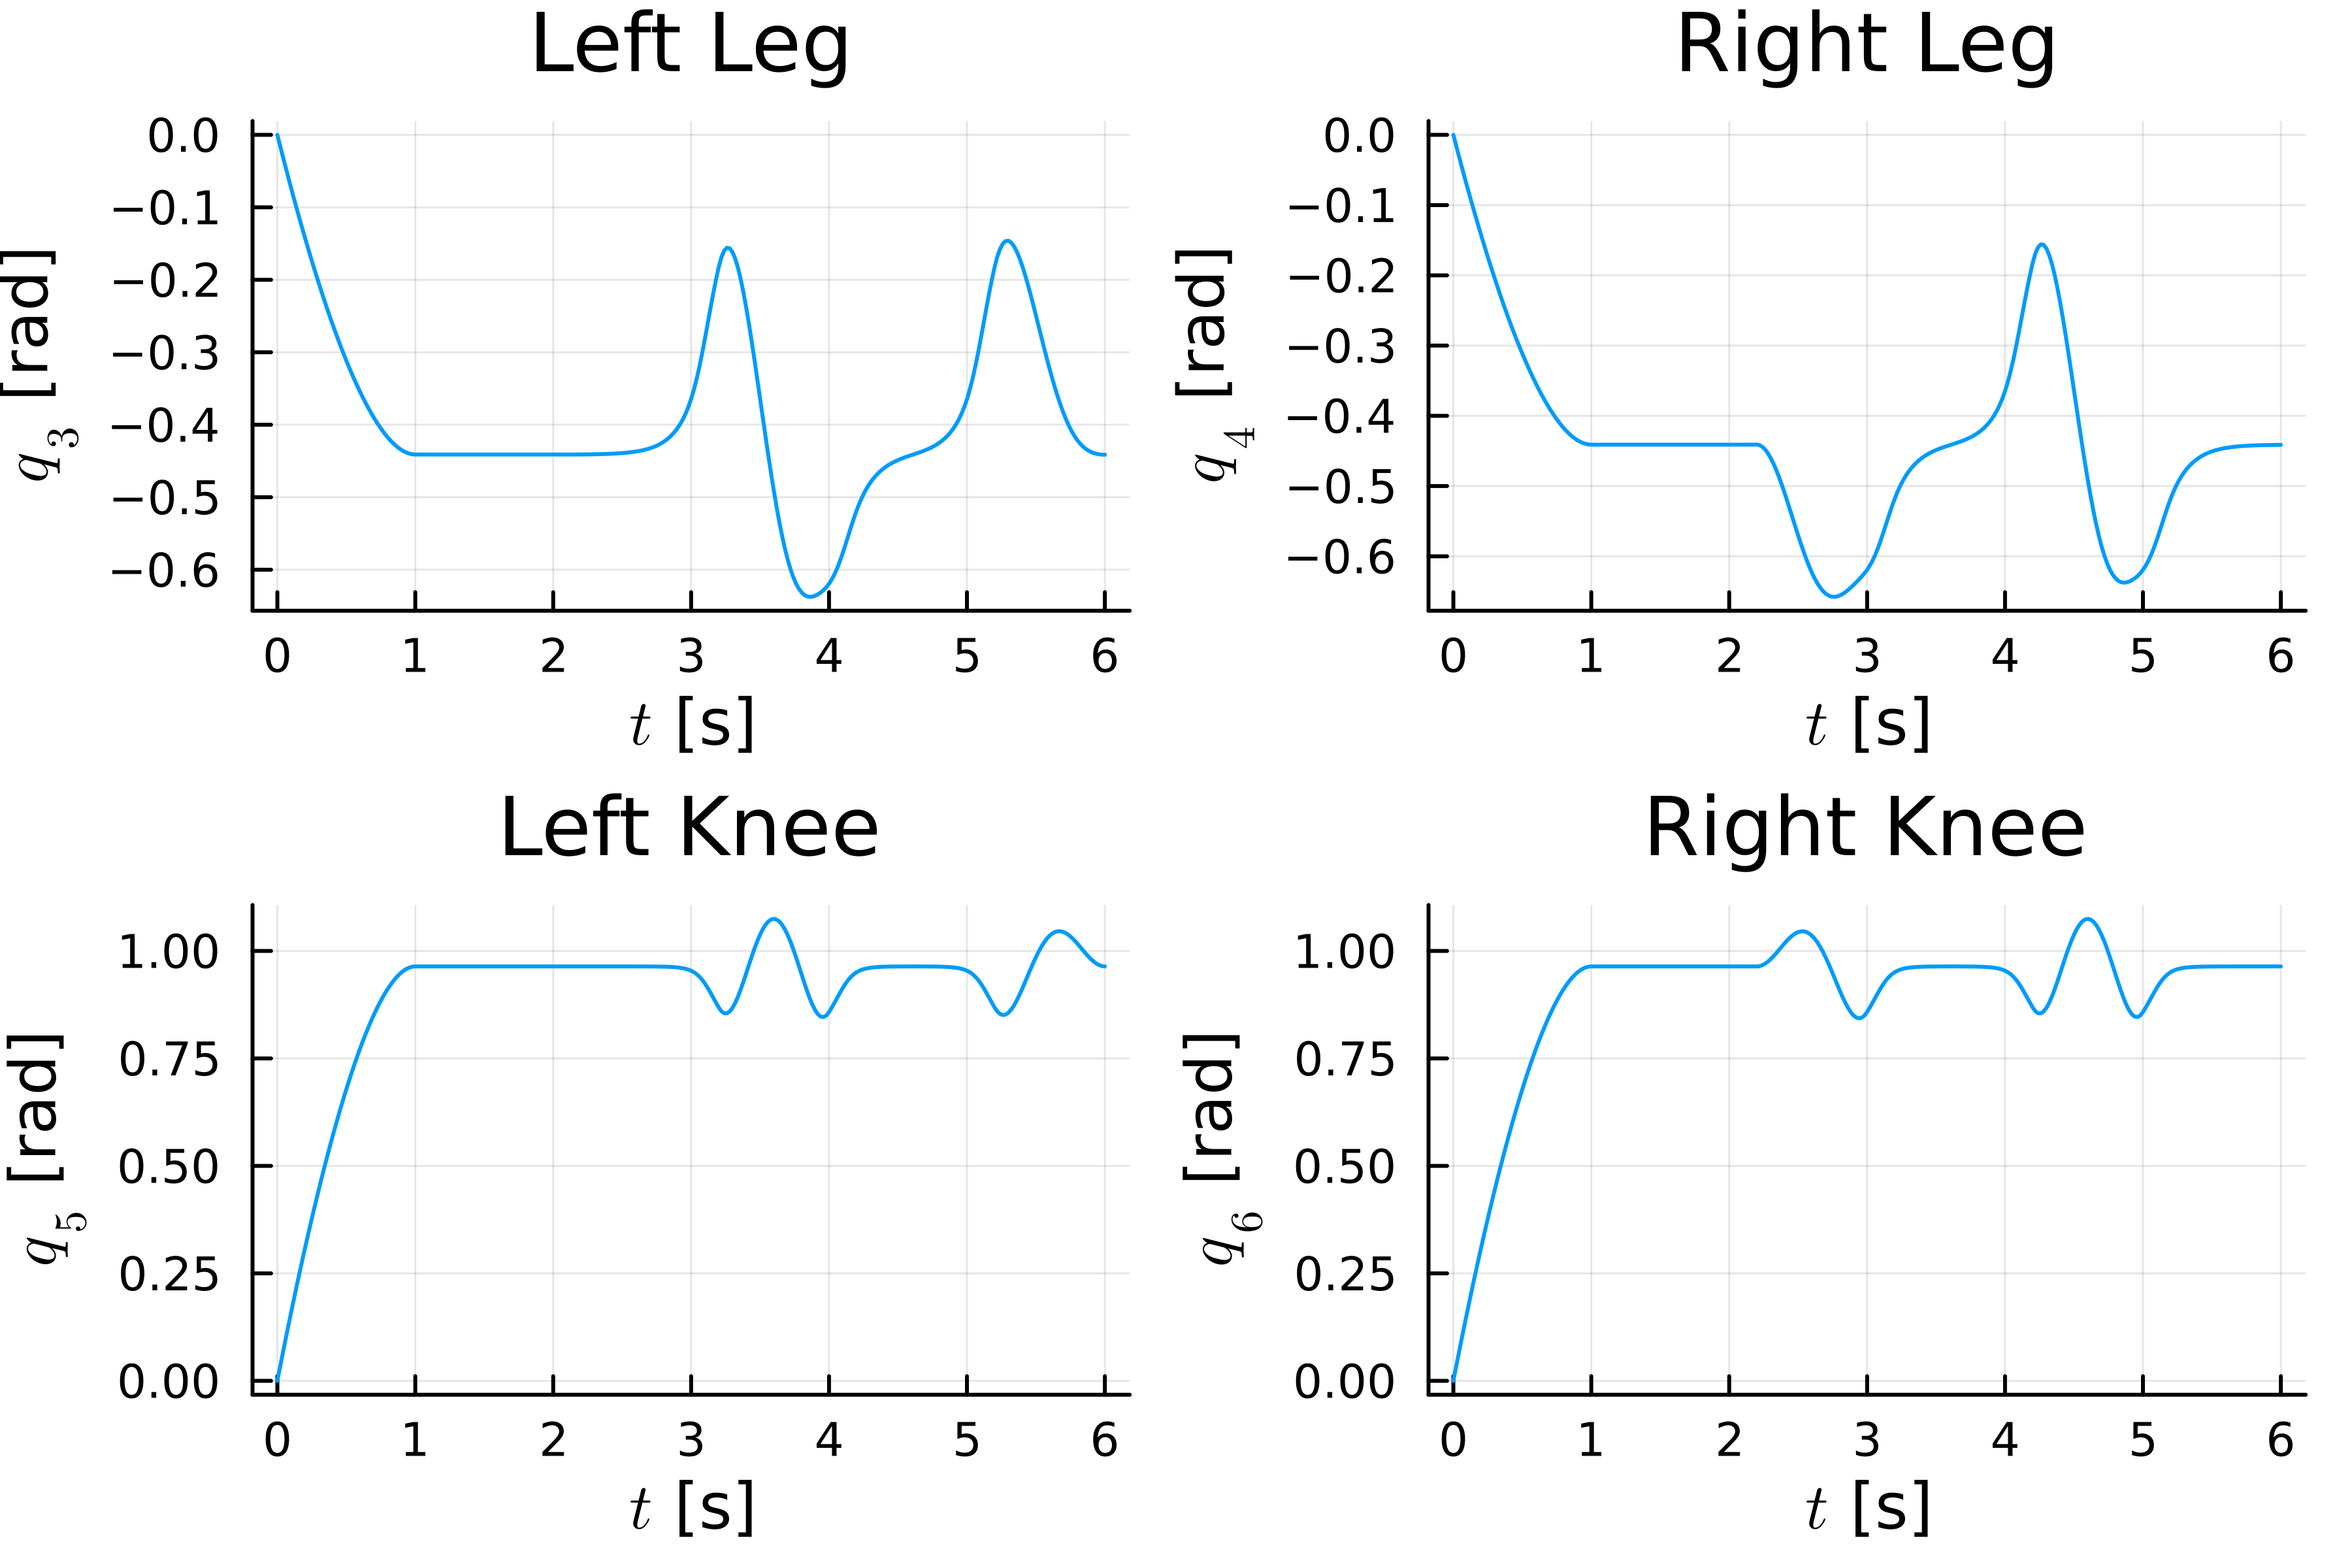 Left Leg
q3 [rad]
0.0
−0.1
−0.2
−0.3
−0.4
−0.5
−0.6
0 1 2 3 4 5 6
t [s]
Right Leg
q4 [rad]
0.0
−0.1
−0.2
−0.3
−0.4
−0.5
−0.6
0 1 2 3 4 5 6
t [s]
Left Knee
q5 [rad]
1.00
0.75
0.50
0.25
0.00
0 1 2 3 4 5 6
t [s]
Right Knee
q6 [rad]
1.00
0.75
0.50
0.25
0.00
0 1 2 3 4 5 6
t [s]